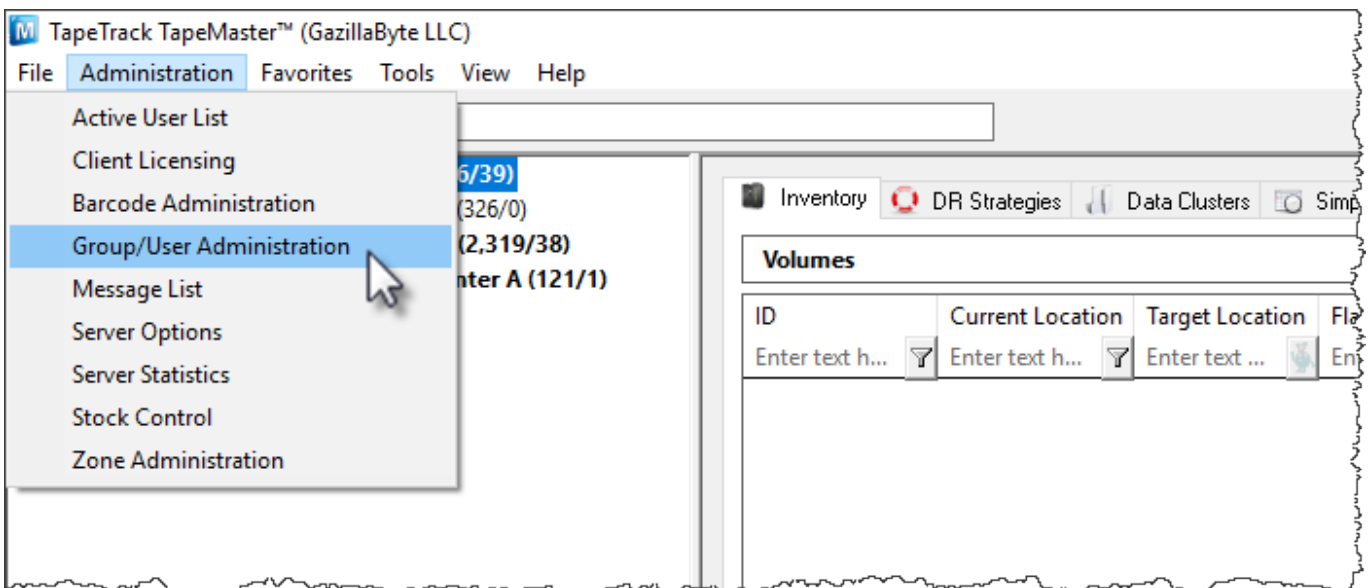 TapeTrack TapeMaster™ (GazillaByte LLC)
File Administration Favorites Tools View Help
Active User List
Client Licensing
Barcode Administration
Group/User Administration
Message List
Server Options
Server Statistics
Stock Control
Zone Administration
6/39)
(326/0)
(2,319/38)
nter A (121/1)
Inventory DR Strategies Data Clusters Simp
Volumes
ID Current Location Target Location Fla
Enter text h... Enter text h... Enter text ... En